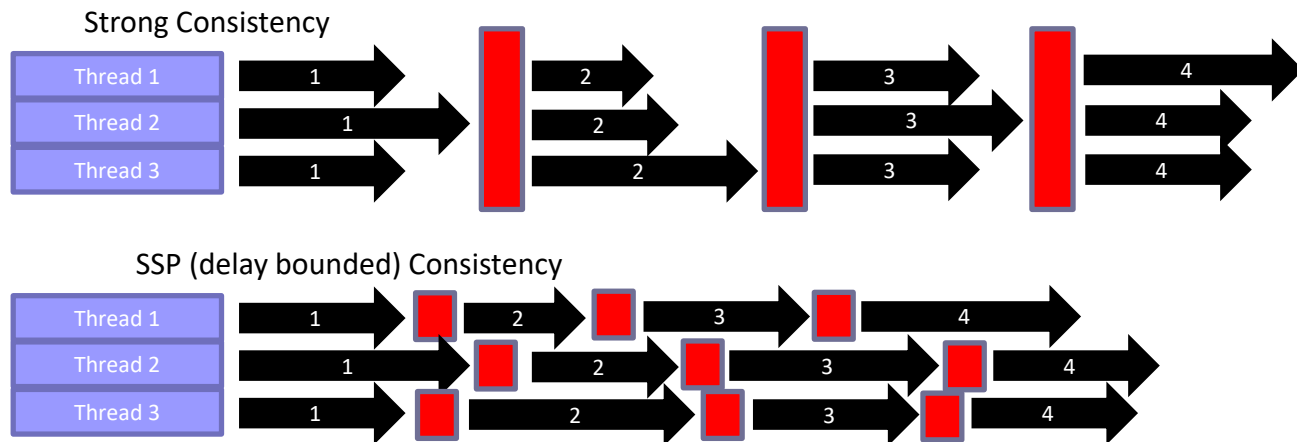 Strong Consistency
Thread 1 1 2 3 4
Thread 2 1 2 3 4
Thread 3 1 2 3 4
SSP (delay bounded) Consistency
Thread 1 1 2 3 4
Thread 2 1 2 3 4
Thread 3 1 2 3 4